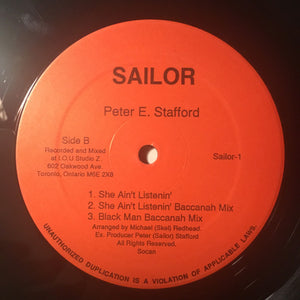 SAILOR
Peter E. Stafford
Side B
Recorded and Mixed
at I.O.U Studio Z.
602 Oakwood Ave.
Toronto, Ontario M6E 2X8
Sailor-1
1. She Ain't Listenin'
2. She Ain't Listenin' Baccanah Mix
3. Black Man Baccanah Mix
Arranged by Michael (Skel) Redhead.
Ex. Producer Peter (Sailor) Stafford
All Rights Reserved.
Socan
UNAUTHORIZED DUPLICATION IS A VIOLATION OF APPLICABLE LAWS.